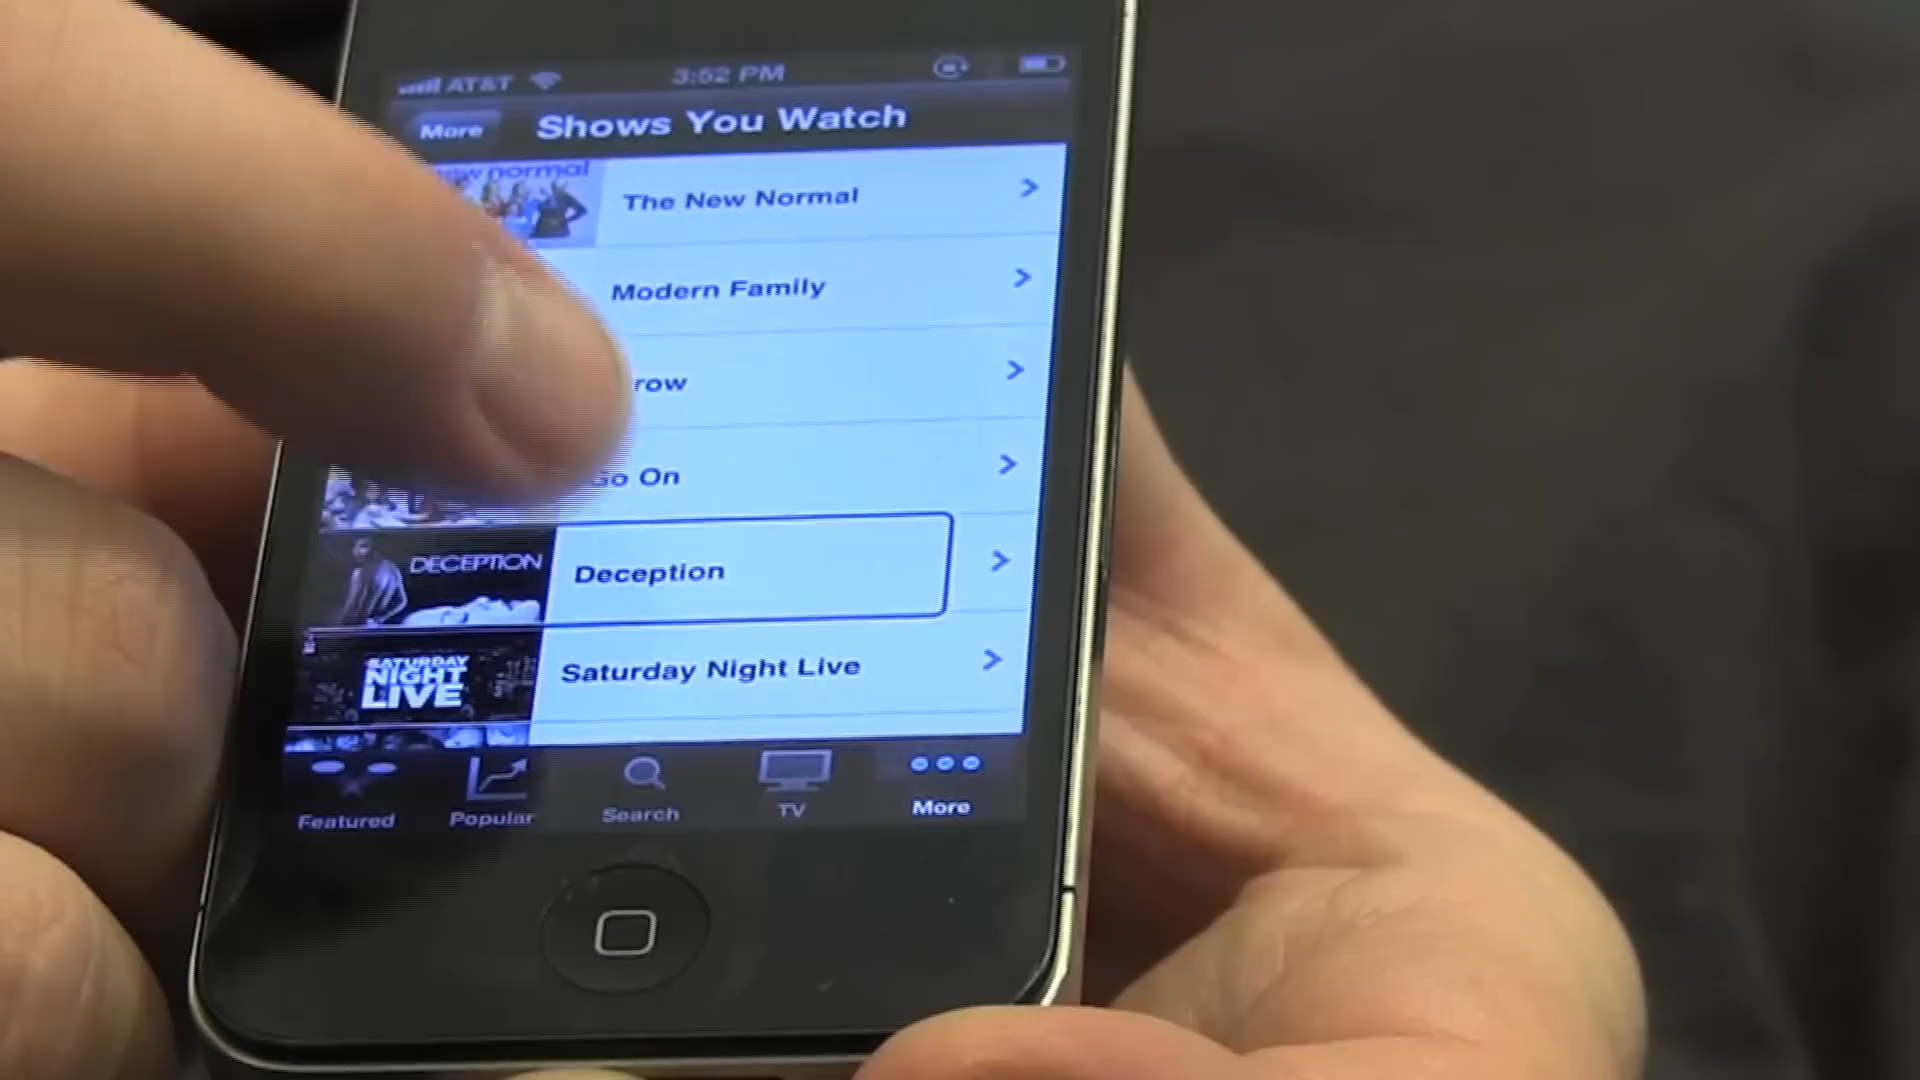 AT&T 3:52 PM
More Shows You Watch
new normal
The New Normal
Modern Family
row
Go On
DECEPTION
Deception
SATURDAY
NIGHT
LIVE
Saturday Night Live
Featured Popular Search TV More